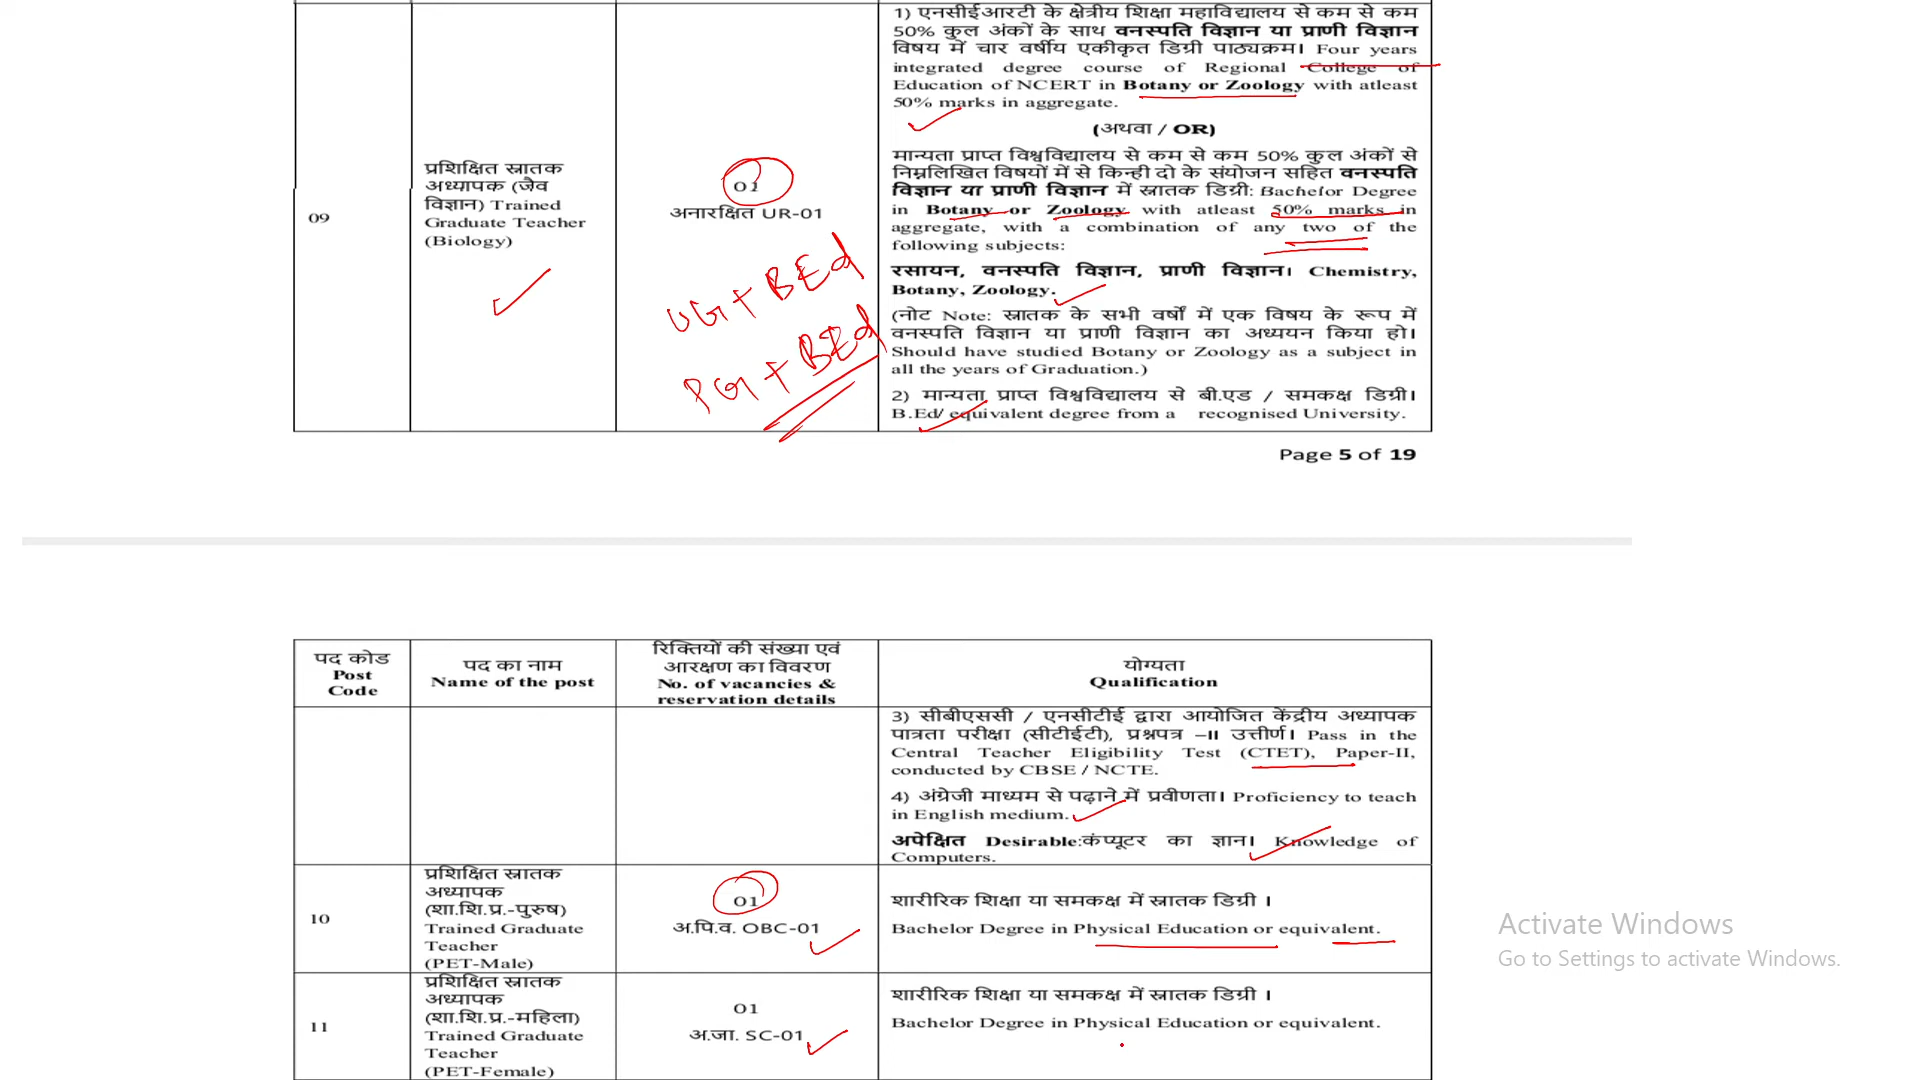 1) एनसीईआरटी के क्षेत्रीय शिक्षा महाविद्यालय से कम से कम
50% कुल अंकों के साथ वनस्पति विज्ञान या प्राणी विज्ञान
विषय में चार वर्षीय एकीकृत डिग्री पाठ्यक्रम। Four years
integrated degree course of Regional College of
Education of NCERT in Botany or Zoology with atleast
50% marks in aggregate.
(अथवा / OR)
मान्यता प्राप्त विश्वविद्यालय से कम से कम 50% कुल अंकों से
निम्नलिखित विषयों में से किन्ही दो के संयोजन सहित वनस्पति
विज्ञान या प्राणी विज्ञान में स्नातक डिग्री: Bachelor Degree
in Botany or Zoology with atleast 50% marks in
aggregate, with a combination of any two of the
following subjects:
रसायन, वनस्पति विज्ञान, प्राणी विज्ञान। Chemistry,
Botany, Zoology.
(नोट Note: स्नातक के सभी वर्षों में एक विषय के रूप में
वनस्पति विज्ञान या प्राणी विज्ञान का अध्ययन किया हो।
Should have studied Botany or Zoology as a subject in
all the years of Graduation.)
2) मान्यता प्राप्त विश्वविद्यालय से बी.एड / समकक्ष डिग्री।
B.Ed/ equivalent degree from a recognised University.
09
प्रशिक्षित स्नातक
अध्यापक (जैव
विज्ञान) Trained
Graduate Teacher
(Biology)
01
अनारक्षित UR-01
UG + BEd
PG + BEd
Page 5 of 19
पद कोड
Post
Code
पद का नाम
Name of the post
रिक्तियों की संख्या एवं
आरक्षण का विवरण
No. of vacancies &
reservation details
योग्यता
Qualification
3) सीबीएससी / एनसीटीई द्वारा आयोजित केंद्रीय अध्यापक
पात्रता परीक्षा (सीटीईटी), प्रश्नपत्र –II उत्तीर्ण। Pass in the
Central Teacher Eligibility Test (CTET), Paper-II,
conducted by CBSE / NCTE.
4) अंग्रेजी माध्यम से पढ़ाने में प्रवीणता। Proficiency to teach
in English medium.
अपेक्षित Desirable:कंप्यूटर का ज्ञान। Knowledge of
Computers.
10
प्रशिक्षित स्नातक
अध्यापक
(शा.शि.प्र.-पुरुष)
Trained Graduate
Teacher
(PET-Male)
01
अ.पि.व. OBC-01
शारीरिक शिक्षा या समकक्ष में स्नातक डिग्री ।
Bachelor Degree in Physical Education or equivalent.
11
प्रशिक्षित स्नातक
अध्यापक
(शा.शि.प्र.-महिला)
Trained Graduate
Teacher
(PET-Female)
01
अ.जा. SC-01
शारीरिक शिक्षा या समकक्ष में स्नातक डिग्री ।
Bachelor Degree in Physical Education or equivalent.
Activate Windows
Go to Settings to activate Windows.